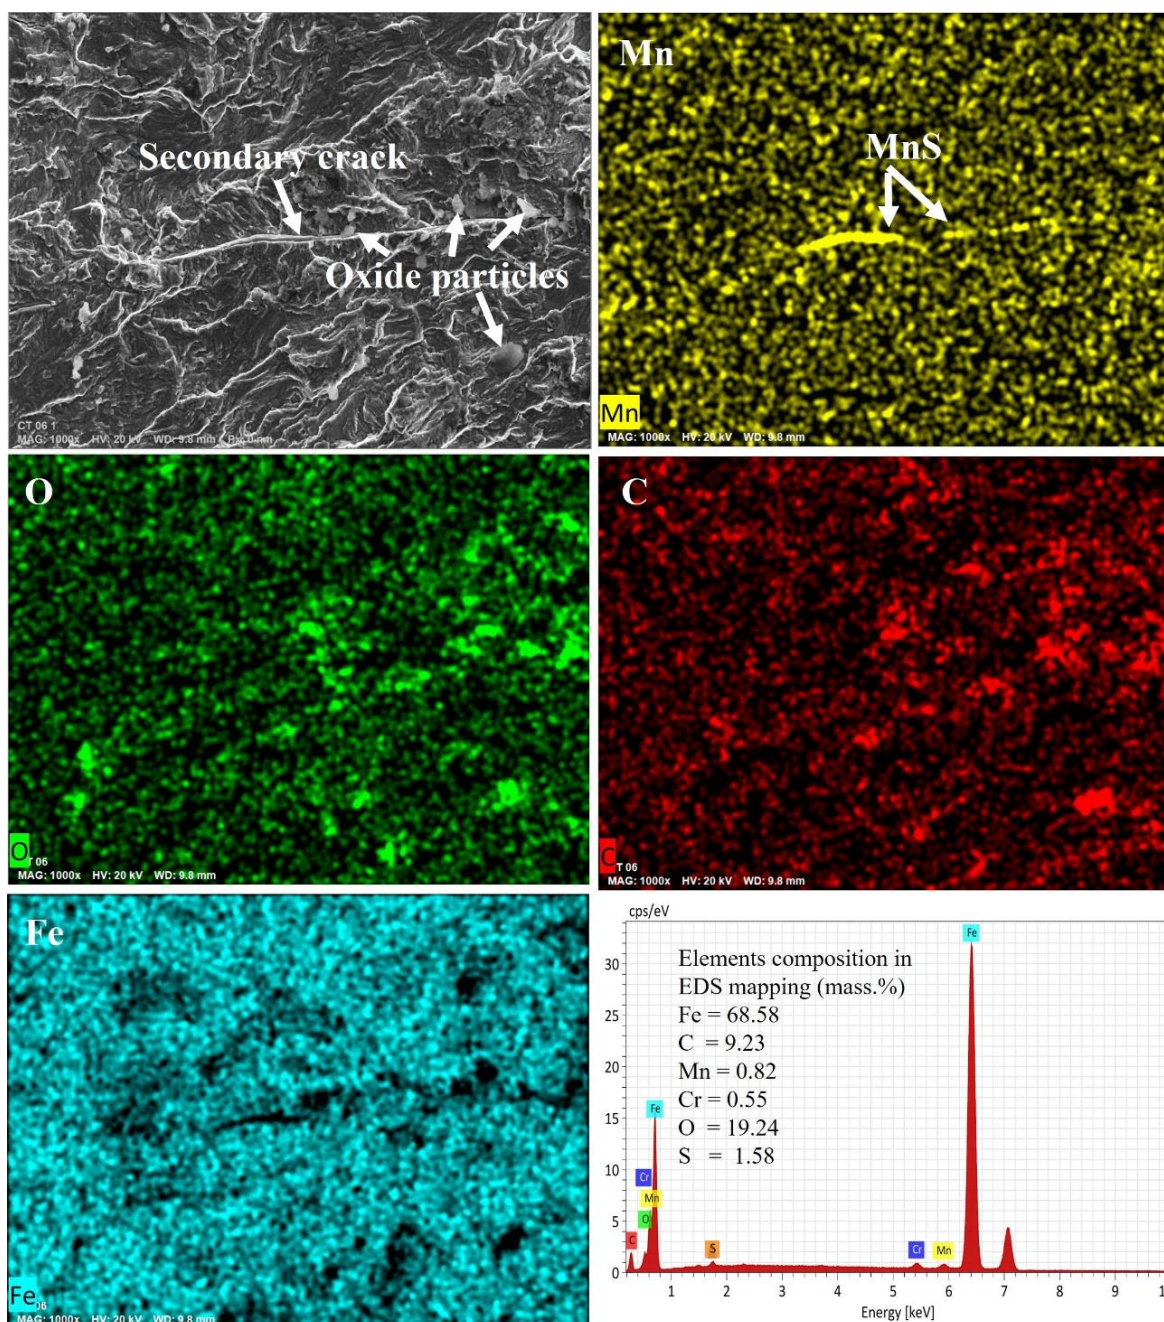 Secondary crack
Oxide particles
CT 06 1
MAG: 1000x HV: 20 kV WD: 9.8 mm
Mn
MnS
Mn
MAG: 1000x HV: 20 kV WD: 9.8 mm
O
O
T 06
MAG: 1000x HV: 20 kV WD: 9.8 mm
C
C
T 06
MAG: 1000x HV: 20 kV WD: 9.8 mm
Fe
Fe
06
MAG: 1000x HV: 20 kV WD: 9.8 mm
cps/eV
Elements composition in
EDS mapping (mass.%)
Fe = 68.58
C = 9.23
Mn = 0.82
Cr = 0.55
O = 19.24
S = 1.58
Fe
Fe
Cr
Mn
O
C
S
Cr
Mn
30
25
20
15
10
5
0
1 2 3 4 5 6 7 8 9
Energy [keV]